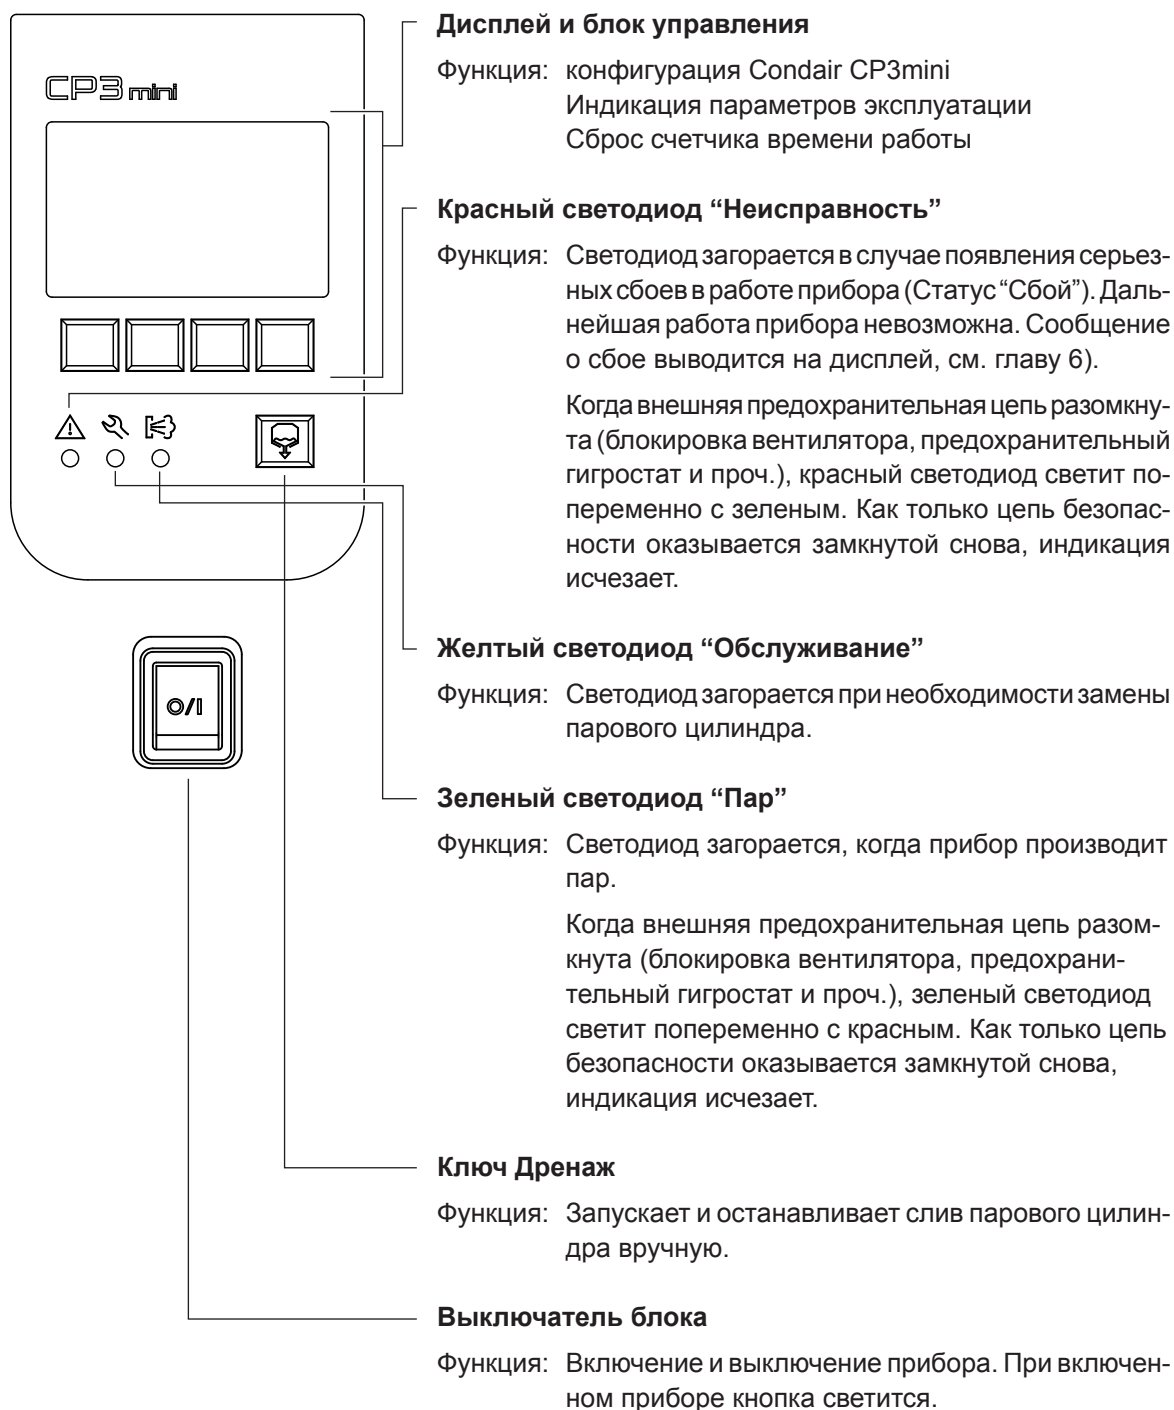 CP3 mini
O/I
Дисплей и блок управления
Функция: конфигурация Condair CP3mini
Индикация параметров эксплуатации
Сброс счетчика времени работы
Красный светодиод “Неисправность”
Функция: Светодиод загорается в случае появления серьез-
ных сбоев в работе прибора (Статус “Сбой”). Даль-
нейшая работа прибора невозможна. Сообщение
о сбое выводится на дисплей, см. главу 6).
Когда внешняя предохранительная цепь разомкну-
та (блокировка вентилятора, предохранительный
гигростат и проч.), красный светодиод светит по-
переменно с зеленым. Как только цепь безопас-
ности оказывается замкнутой снова, индикация
исчезает.
Желтый светодиод “Обслуживание”
Функция: Светодиод загорается при необходимости замены
парового цилиндра.
Зеленый светодиод “Пар”
Функция: Светодиод загорается, когда прибор производит
пар.
Когда внешняя предохранительная цепь разом-
кнута (блокировка вентилятора, предохрани-
тельный гигростат и проч.), зеленый светодиод
светит попеременно с красным. Как только цепь
безопасности оказывается замкнутой снова,
индикация исчезает.
Ключ Дренаж
Функция: Запускает и останавливает слив парового цилин-
дра вручную.
Выключатель блока
Функция: Включение и выключение прибора. При включен-
ном приборе кнопка светится.